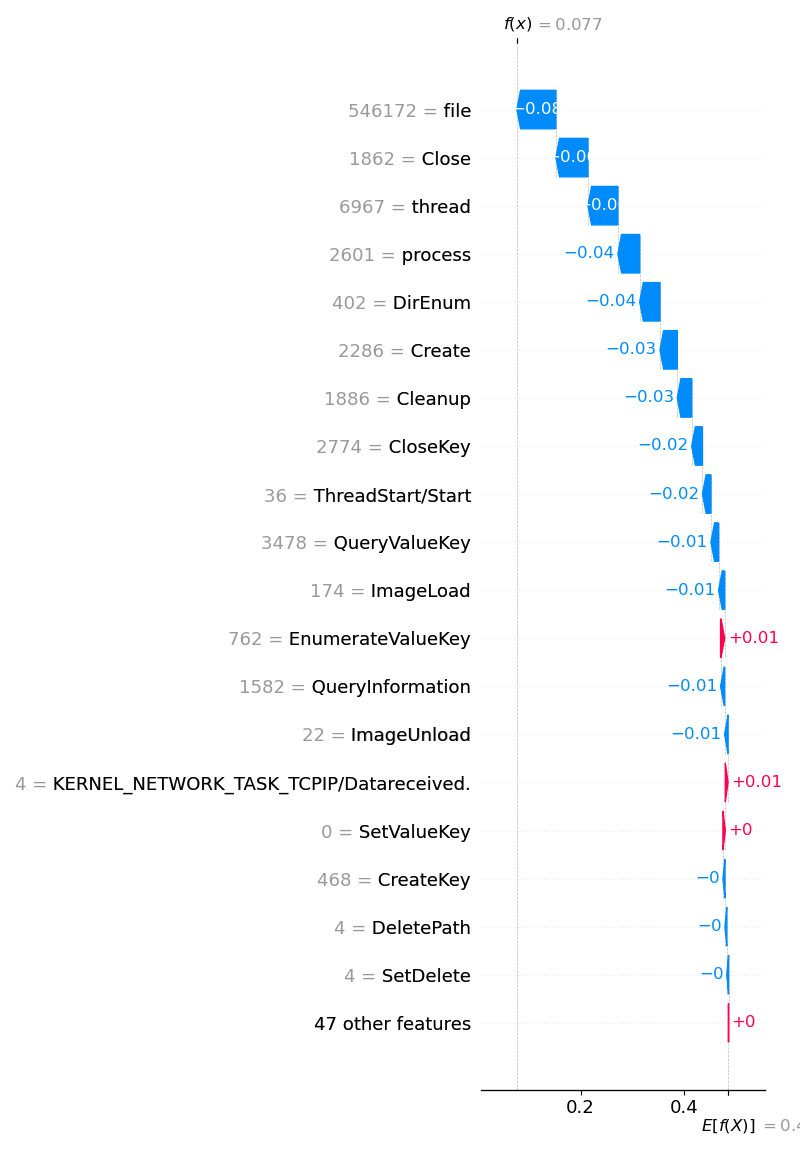 f(x) = 0.077
546172 = file
−0.08
1862 = Close
6967 = thread
2601 = process
−0.04
402 = DirEnum
−0.04
2286 = Create
−0.03
1886 = Cleanup
−0.03
2774 = CloseKey
−0.02
36 = ThreadStart/Start
−0.02
3478 = QueryValueKey
−0.01
174 = ImageLoad
−0.01
762 = EnumerateValueKey
+0.01
1582 = QueryInformation
−0.01
22 = ImageUnload
−0.01
4 = KERNEL_NETWORK_TASK_TCPIP/Datareceived.
+0.01
0 = SetValueKey
+0
468 = CreateKey
−0
4 = DeletePath
−0
4 = SetDelete
−0
47 other features
+0
0.2
0.4
E[f(X)] =